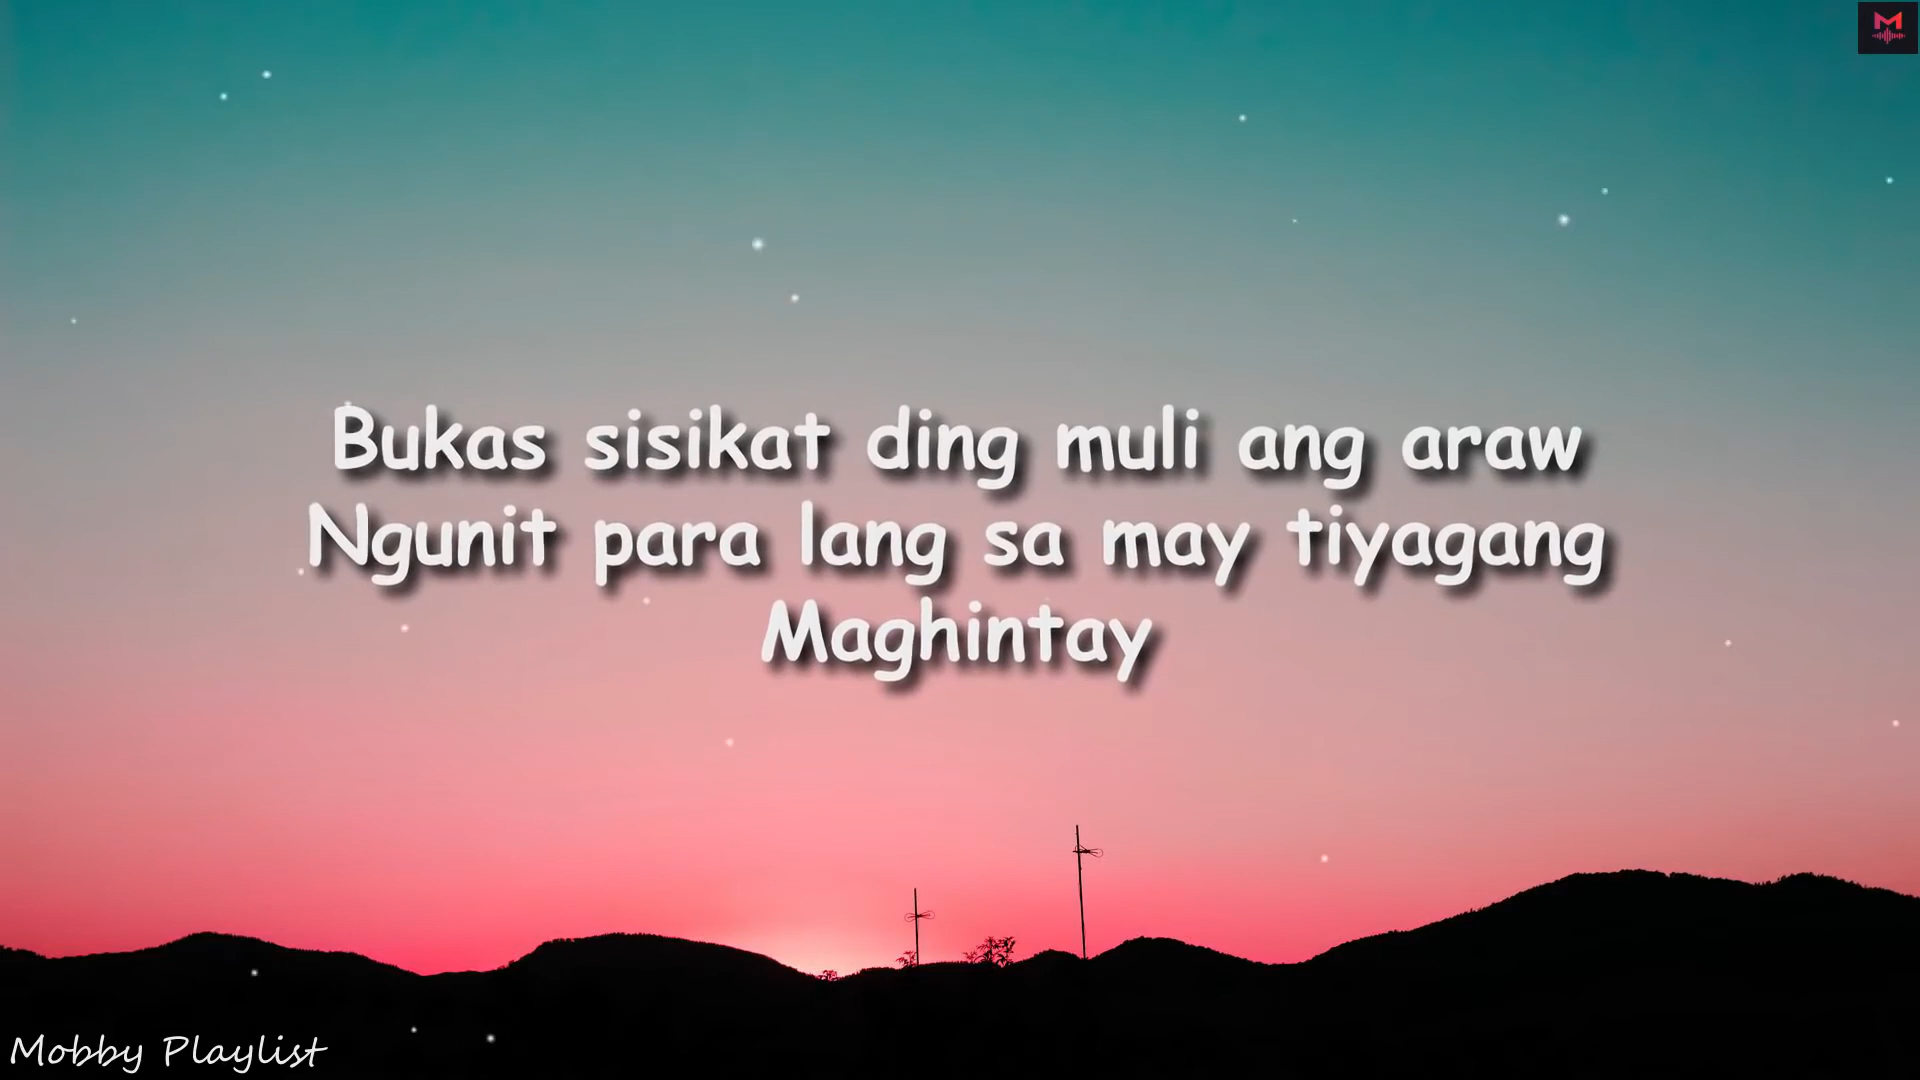 M
Bukas sisikat ding muli ang araw
Ngunit para lang sa may tiyagang
Maghintay
Mobby Playlist